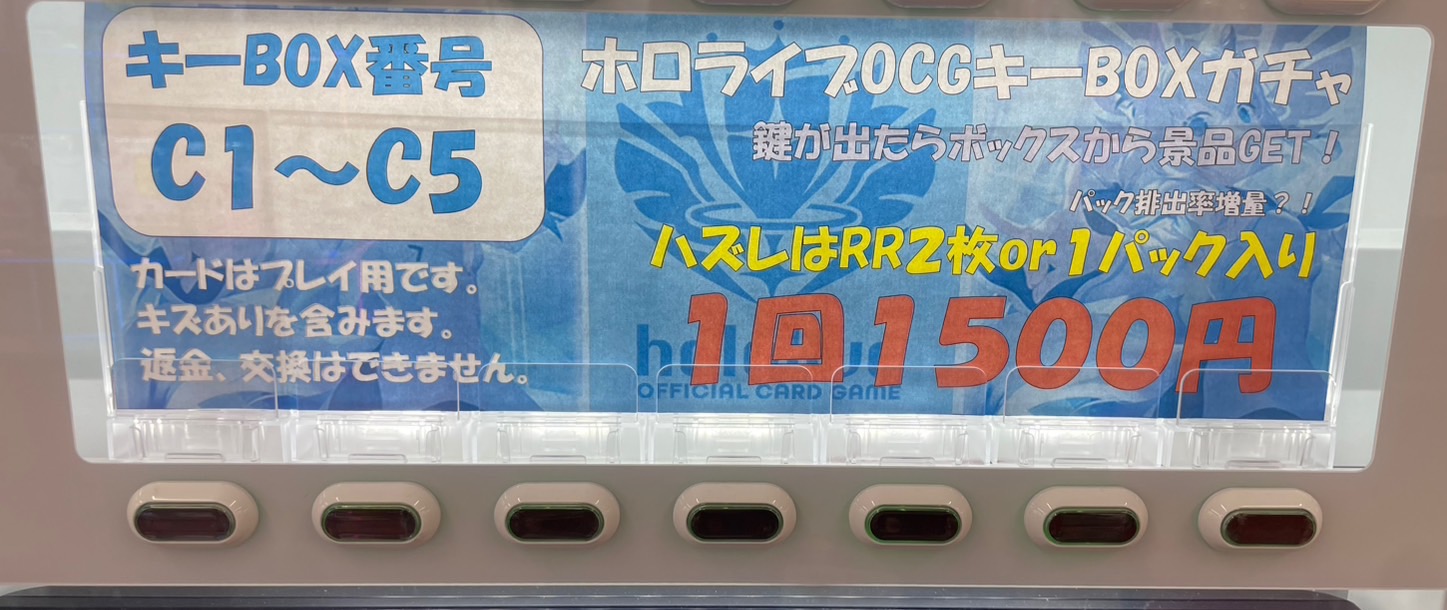 キーBOX番号
C1～C5
カードはプレイ用です。
キズありを含みます。
返金、交換はできません。
ホロライブOCGキーBOXガチャ
鍵が出たらボックスから景品GET！
パック排出率増量？！
ハズレはRR2枚or1パック入り
1回1500円
OFFICIAL CARD GAME